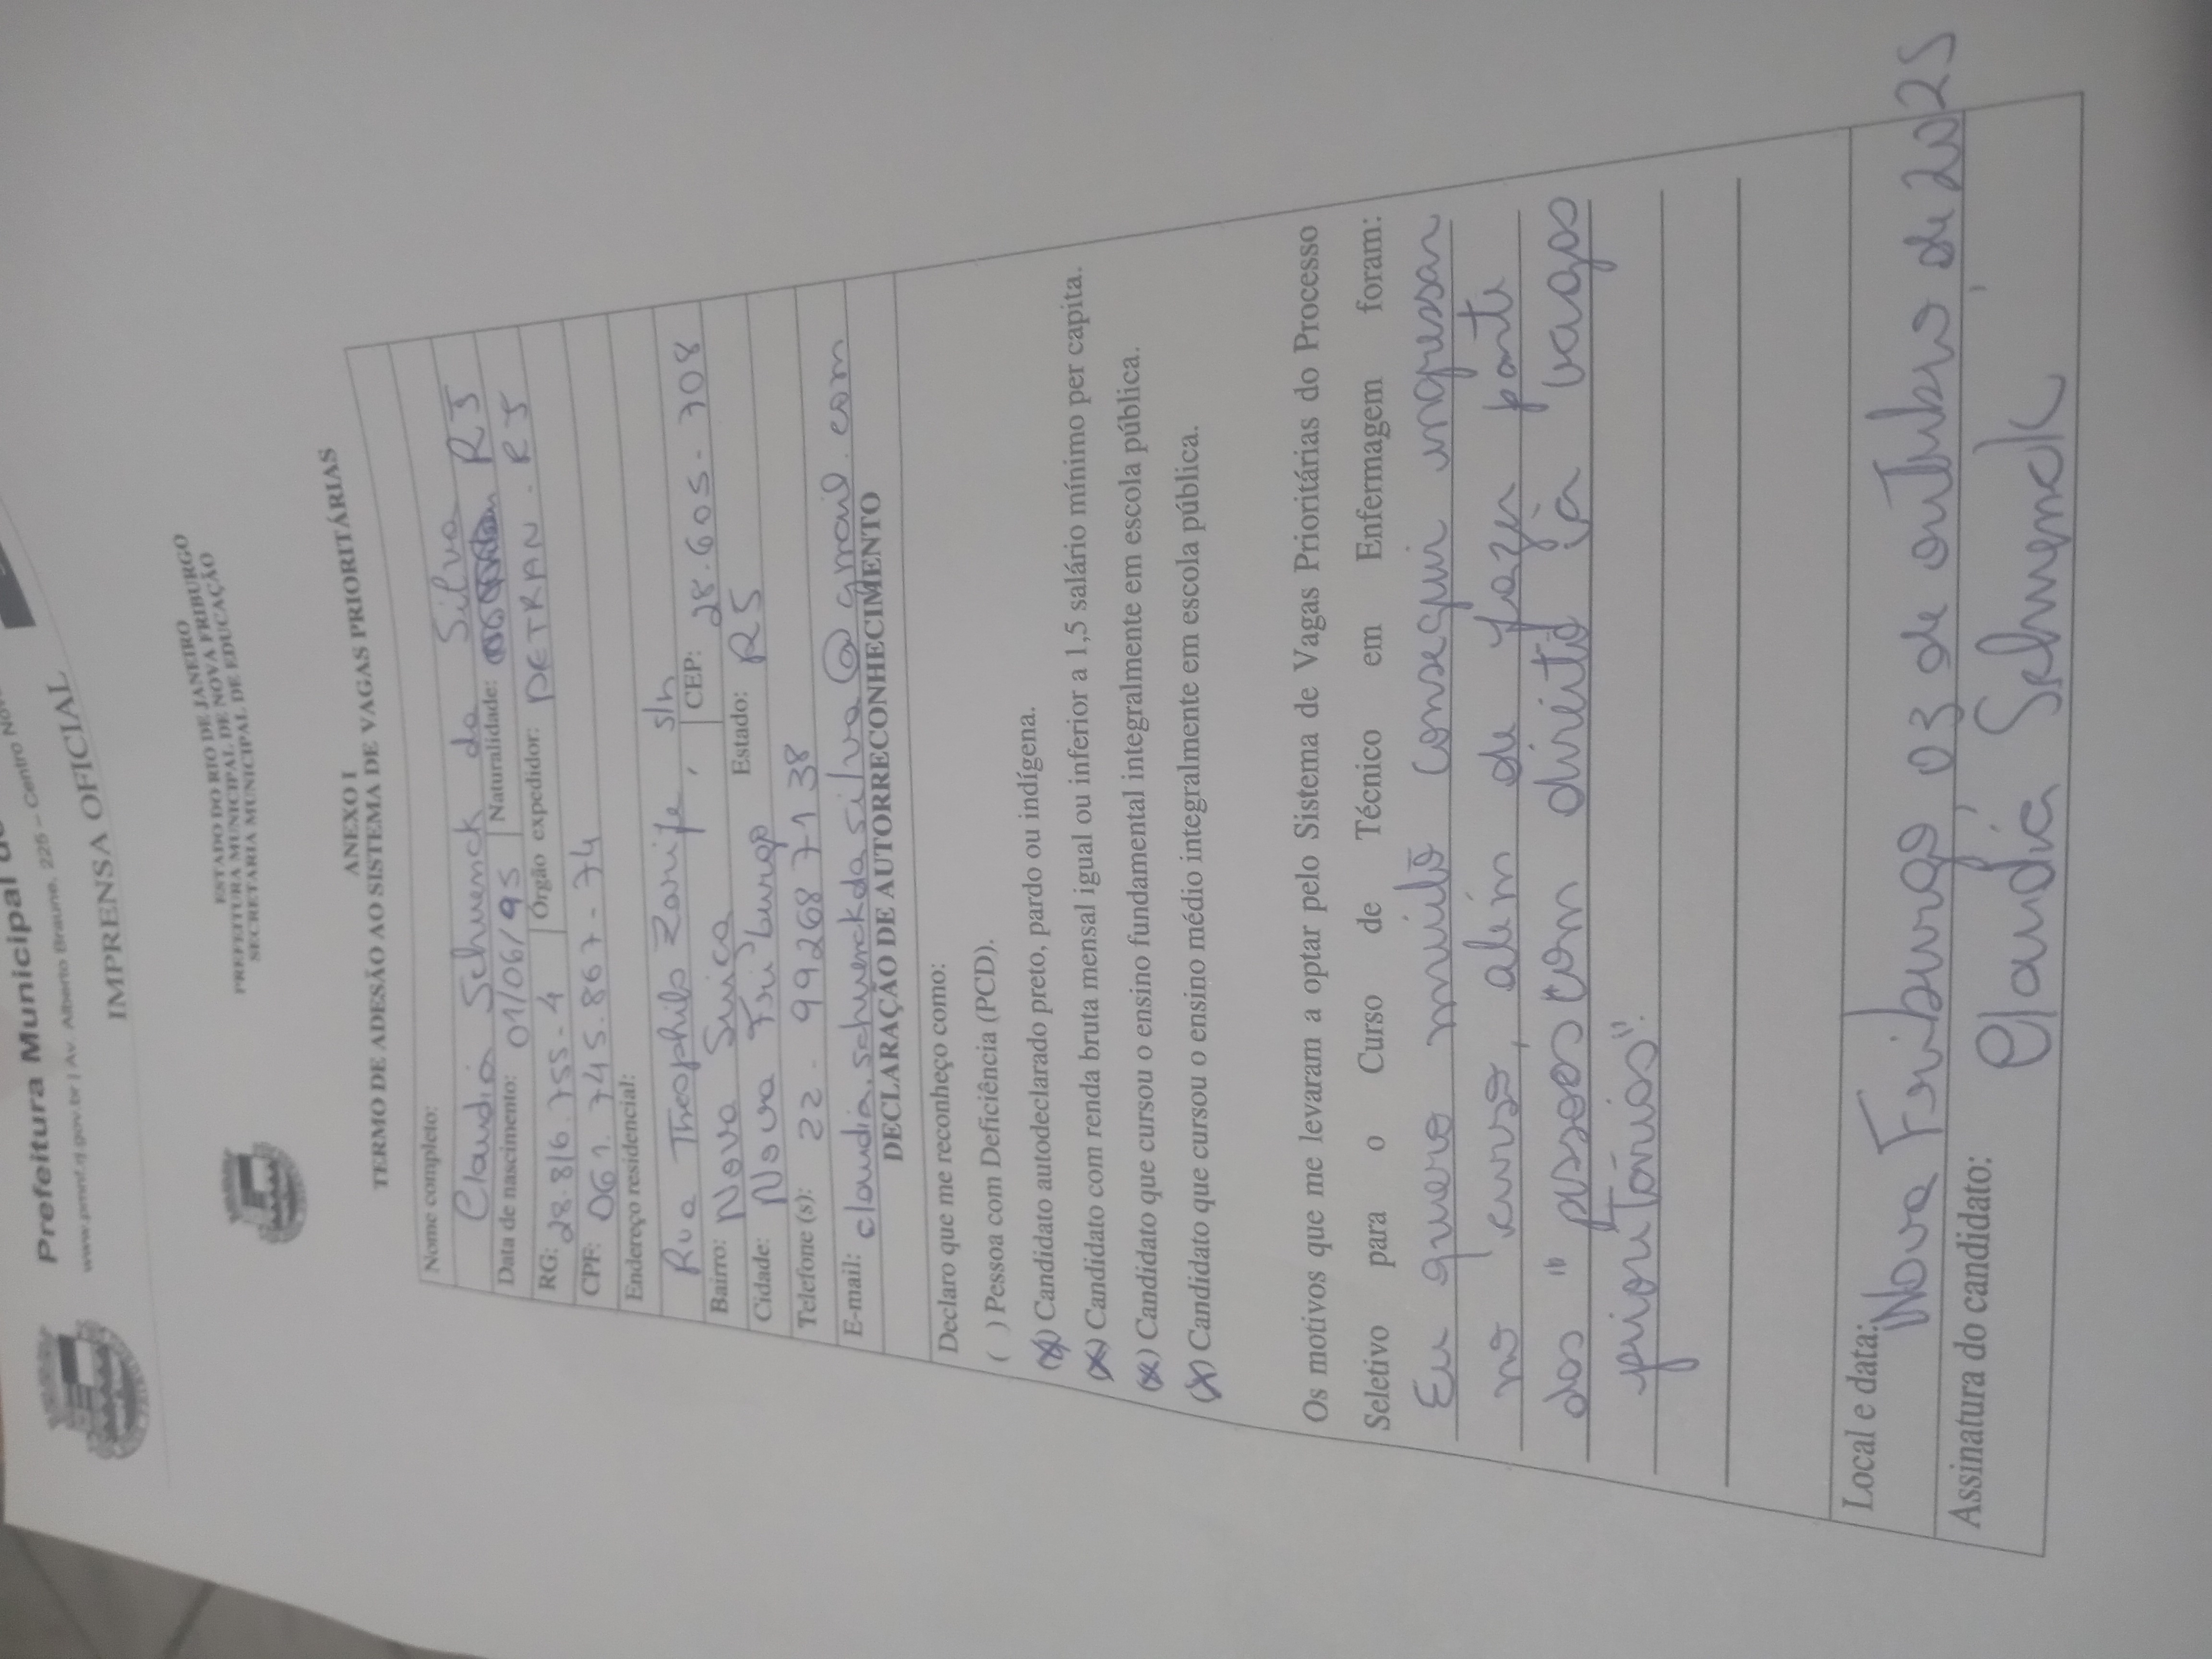 Prefeitura Municipal
www.pmnf.rj.gov.br | Av. Alberto Braune, 225 – Centro
IMPRENSA OFICIAL
ESTADO DO RIO DE JANEIRO
PREFEITURA MUNICIPAL DE NOVA FRIBURGO
SECRETARIA MUNICIPAL DE EDUCAÇÃO
ANEXO I
TERMO DE ADESÃO AO SISTEMA DE VAGAS PRIORITÁRIAS
Nome completo:
Claudia Schuenck da Silva
Data de nascimento: 01/06/95 Naturalidade: RJ
RG: 28.816.755-4 Órgão expedidor: DETRAN - RJ
CPF: 061.745.867-74
Endereço residencial:
Rua Theophilo Zarife, s/n
Bairro: Nova Suiça CEP: 28.605-708
Cidade: Nova Friburgo Estado: RJ
Telefone (s): 22 - 992687138
E-mail: claudia.schuenckdasilva@gmail.com
DECLARAÇÃO DE AUTORRECONHECIMENTO
Declaro que me reconheço como:
( ) Pessoa com Deficiência (PCD).
(X) Candidato autodeclarado preto, pardo ou indígena.
(X) Candidato com renda bruta mensal igual ou inferior a 1,5 salário mínimo per capita.
(X) Candidato que cursou o ensino fundamental integralmente em escola pública.
(X) Candidato que cursou o ensino médio integralmente em escola pública.
Os motivos que me levaram a optar pelo Sistema de Vagas Prioritárias do Processo
Seletivo para o Curso de Técnico em Enfermagem foram:
Eu quero muito conseguir ingressar
no curso, além de fazer parte
das "pessoas com direito à vagas
prioritárias".
Local e data: Nova Friburgo, 03 de outubro de 2025
Assinatura do candidato: Claudia Schuenck